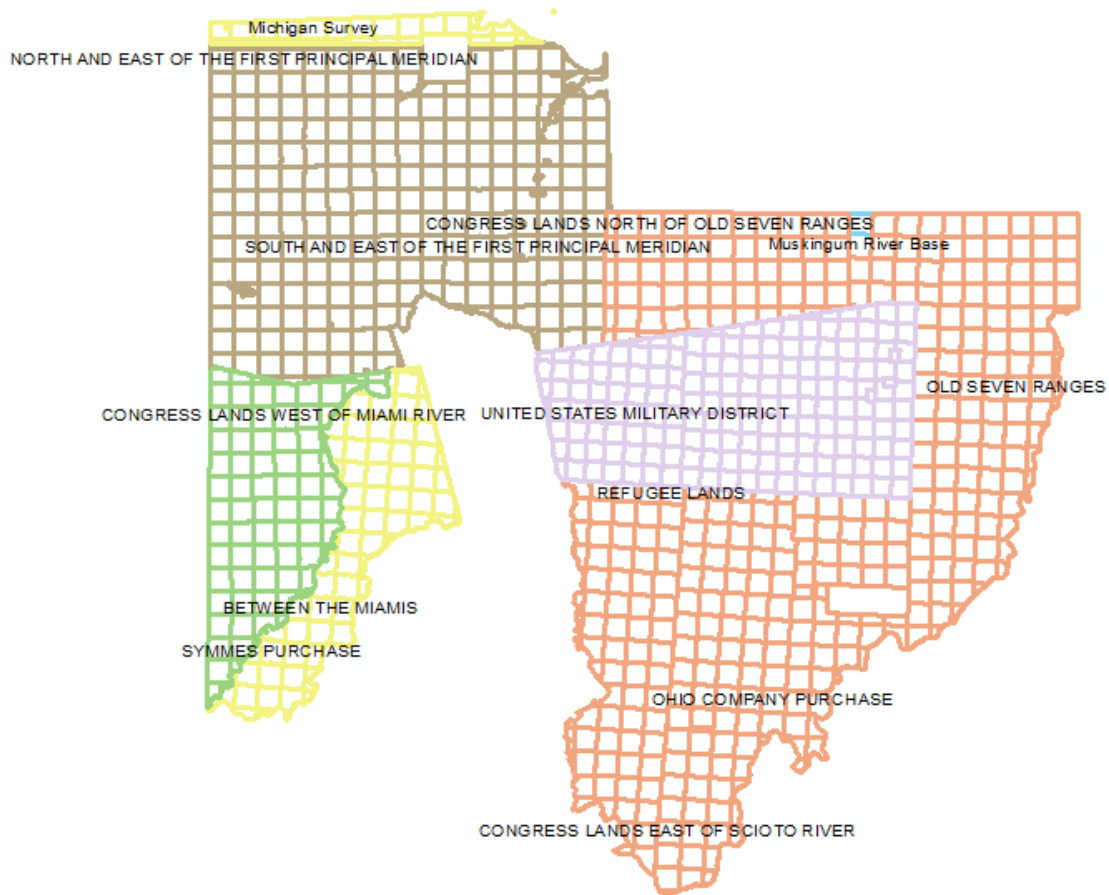 Michigan Survey
NORTH AND EAST OF THE FIRST PRINCIPAL MERIDIAN
CONGRESS LANDS NORTH OF OLD SEVEN RANGES
SOUTH AND EAST OF THE FIRST PRINCIPAL MERIDIAN
Muskingum River Base
OLD SEVEN RANGES
CONGRESS LANDS WEST OF MIAMI RIVER
UNITED STATES MILITARY DISTRICT
REFUGEE LANDS
BETWEEN THE MIAMIS
SYMMES PURCHASE
OHIO COMPANY PURCHASE
CONGRESS LANDS EAST OF SCIOTO RIVER